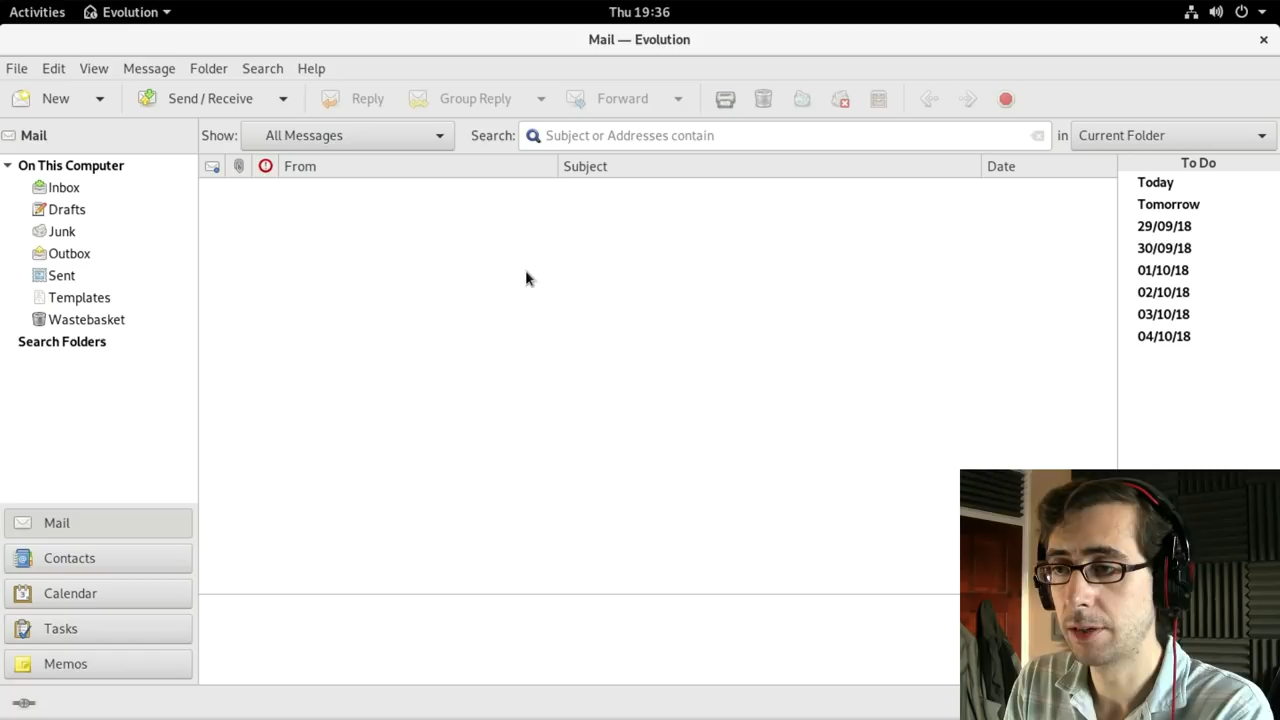 Activities Evolution Thu 19:36
Mail — Evolution
File Edit View Message Folder Search Help
New Send / Receive Reply Group Reply Forward
Mail Show: All Messages Search: Subject or Addresses contain in Current Folder
On This Computer
Inbox
Drafts
Junk
Outbox
Sent
Templates
Wastebasket
Search Folders
From Subject Date
To Do
Today
Tomorrow
29/09/18
30/09/18
01/10/18
02/10/18
03/10/18
04/10/18
Mail
Contacts
Calendar
Tasks
Memos